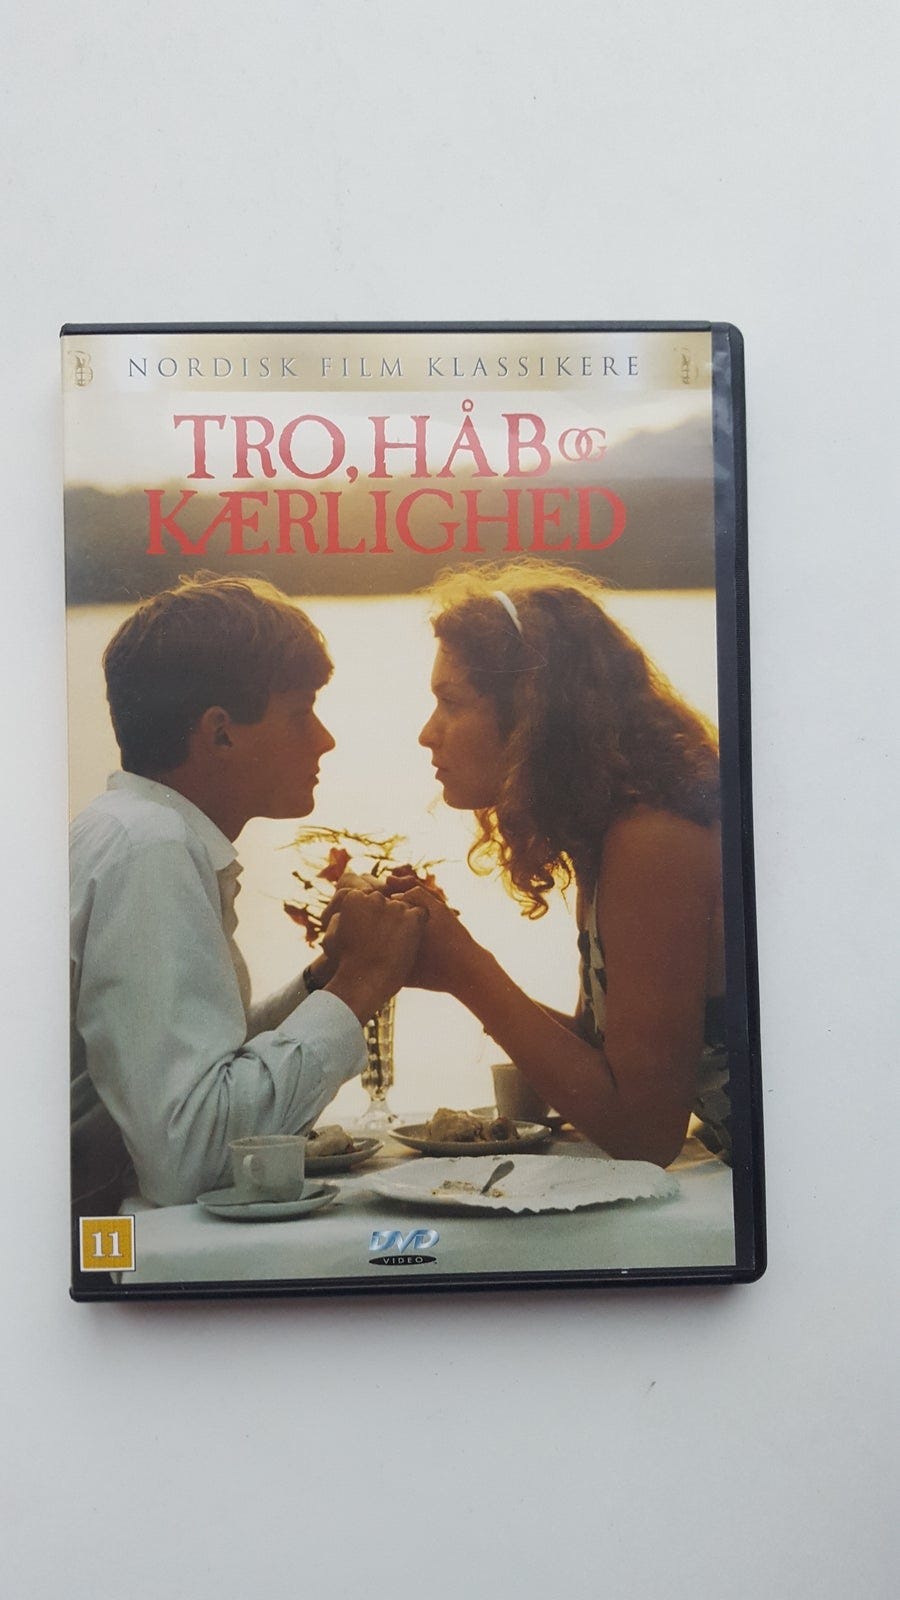 NORDISK FILM KLASSIKERE
TRO, HÅB OG
KÆRLIGHED
11
DVD
VIDEO